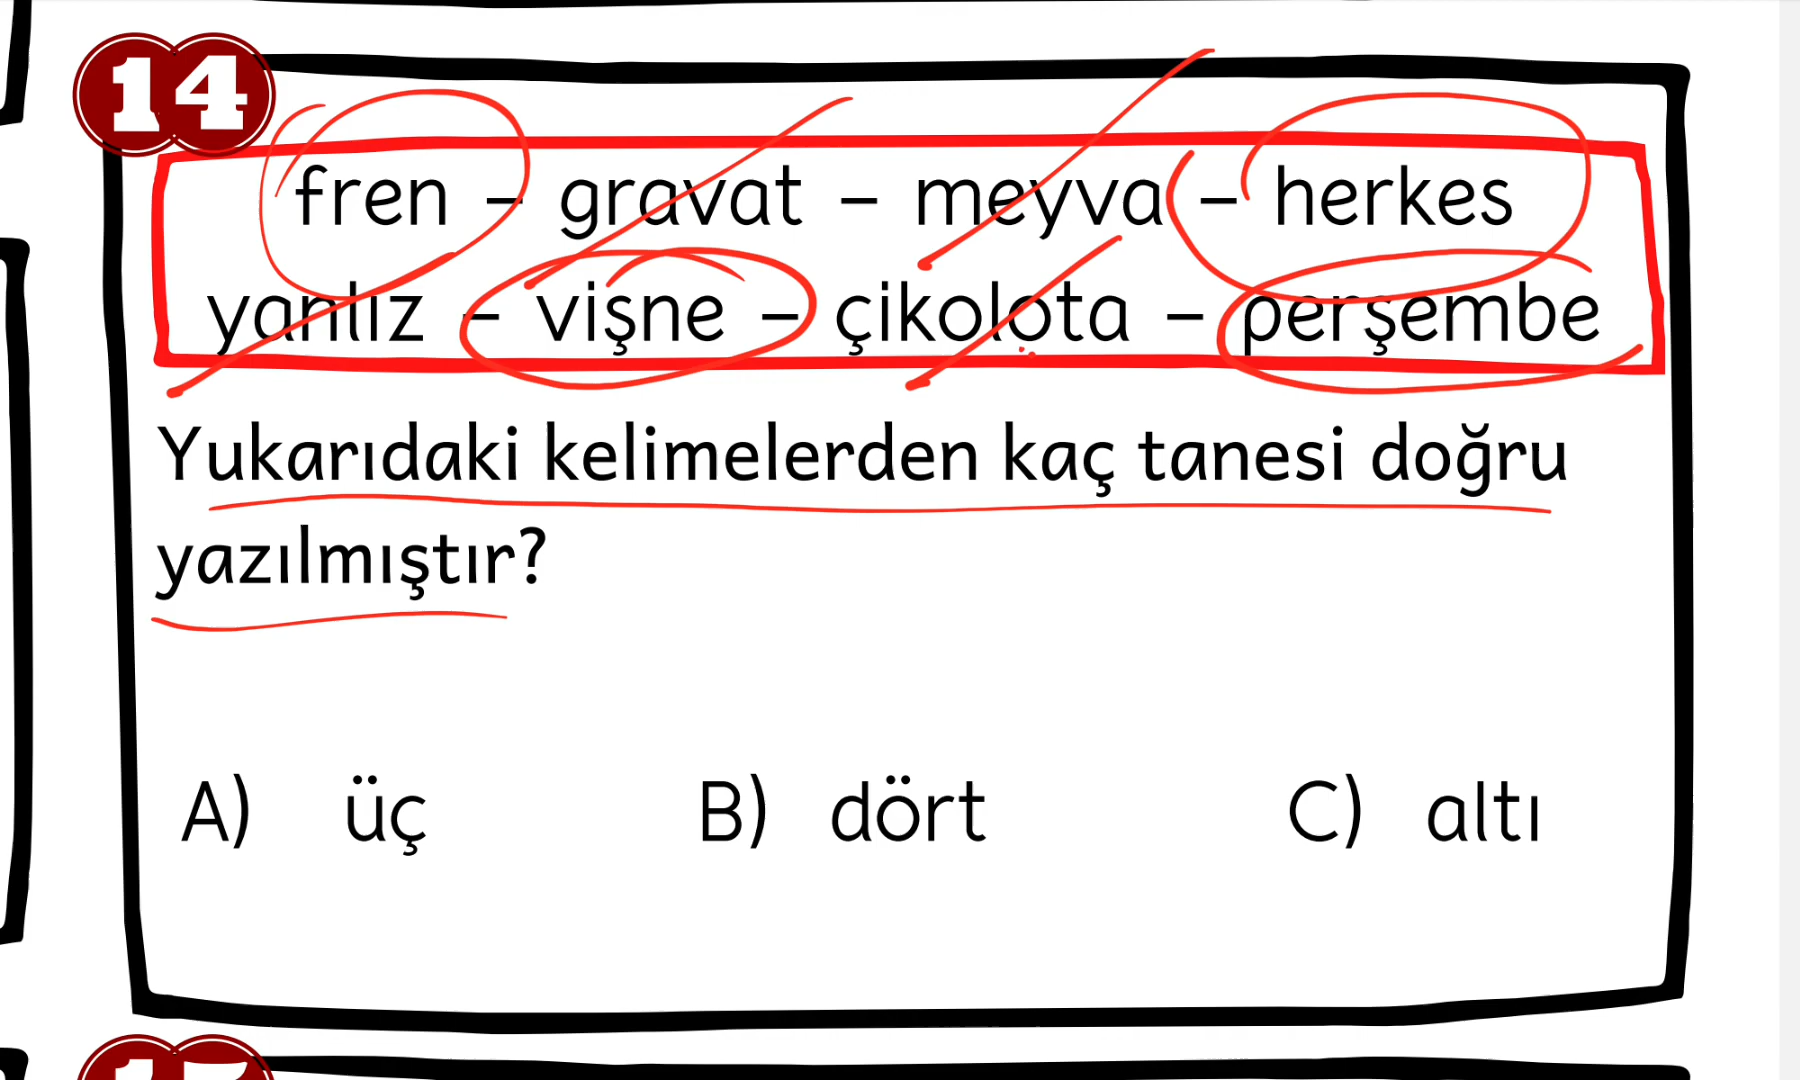 14
fren – gravat – meyva – herkes
yanlız – vişne – çikolota – perşembe
Yukarıdaki kelimelerden kaç tanesi doğru
yazılmıştır?
A) üç B) dört C) altı